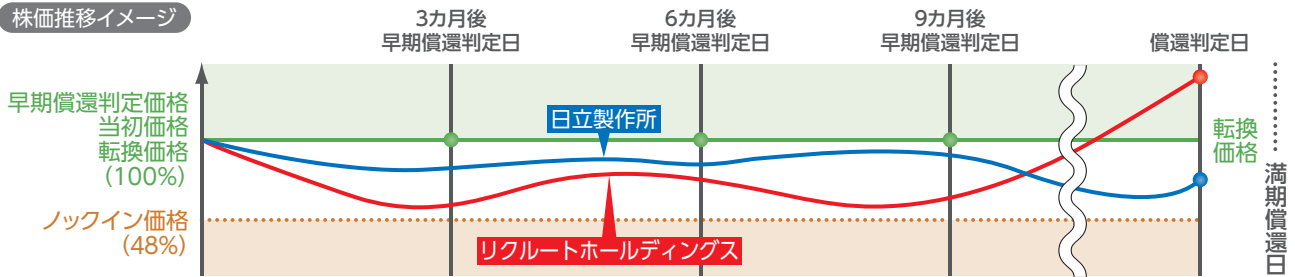 株価推移イメージ
3カ月後
早期償還判定日
6カ月後
早期償還判定日
9カ月後
早期償還判定日
償還判定日
早期償還判定価格
当初価格
転換価格
(100%)
日立製作所
転換
価格
ノックイン価格
(48%)
リクルートホールディングス
満期償還日